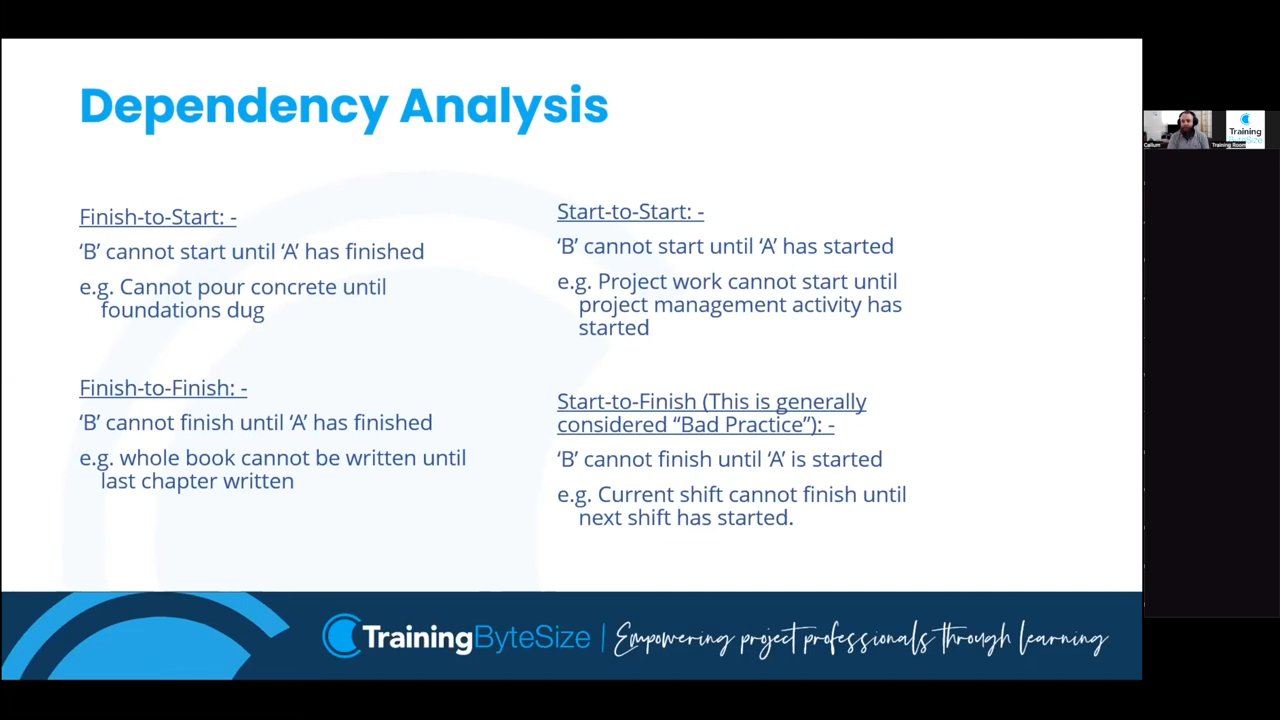 Dependency Analysis
Finish-to-Start: -
‘B’ cannot start until ‘A’ has finished
e.g. Cannot pour concrete until
foundations dug
Finish-to-Finish: -
‘B’ cannot finish until ‘A’ has finished
e.g. whole book cannot be written until
last chapter written
Start-to-Start: -
‘B’ cannot start until ‘A’ has started
e.g. Project work cannot start until
project management activity has
started
Start-to-Finish (This is generally
considered “Bad Practice”): -
‘B’ cannot finish until ‘A’ is started
e.g. Current shift cannot finish until
next shift has started.
TrainingByteSize | Empowering project professionals through learning
Training
ByteSize
Callum
Training Room